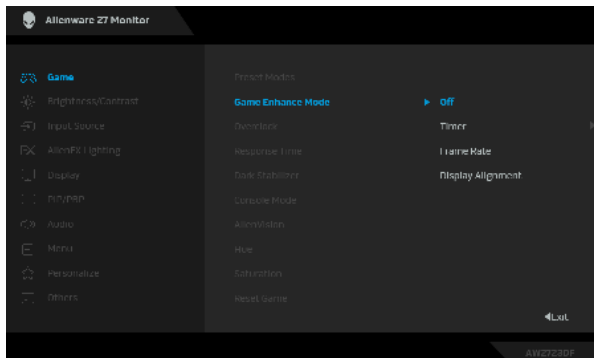 Alienware 27 Monitor
Game
Brightness/Contrast
Input Source
AlienFX Lighting
Display
PIP/PBP
Audio
Menu
Personalize
Others
Preset Modes
Game Enhance Mode
Overclock
Response Time
Dark Stabilizer
Console Mode
AlienVision
Hue
Saturation
Reset Game
Off
Timer
Frame Rate
Display Alignment
Exit
AW2723DF